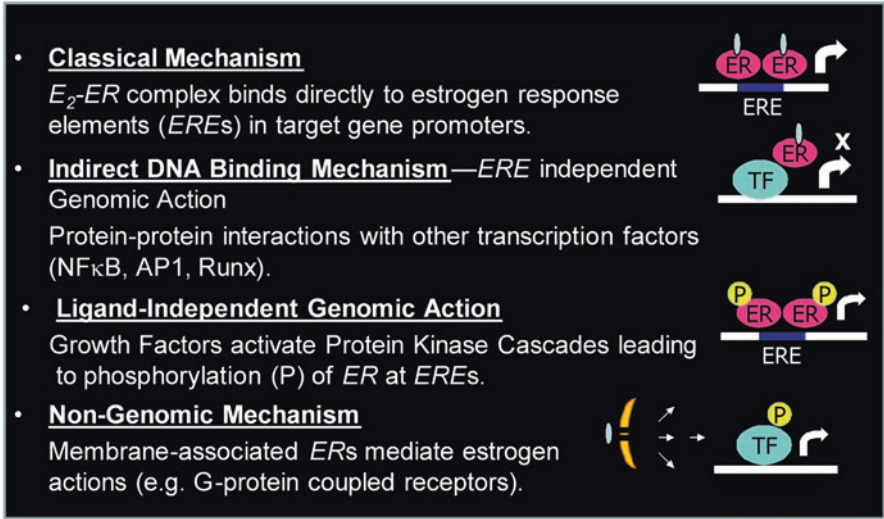 • Classical Mechanism
E₂-ER complex binds directly to estrogen response
elements (EREs) in target gene promoters.
ER ER
ERE
• Indirect DNA Binding Mechanism—ERE independent
Genomic Action
Protein-protein interactions with other transcription factors
(NFκB, AP1, Runx).
X
ER
TF
• Ligand-Independent Genomic Action
Growth Factors activate Protein Kinase Cascades leading
to phosphorylation (P) of ER at EREs.
P P
ER ER
ERE
• Non-Genomic Mechanism
Membrane-associated ERs mediate estrogen
actions (e.g. G-protein coupled receptors).
P
TF